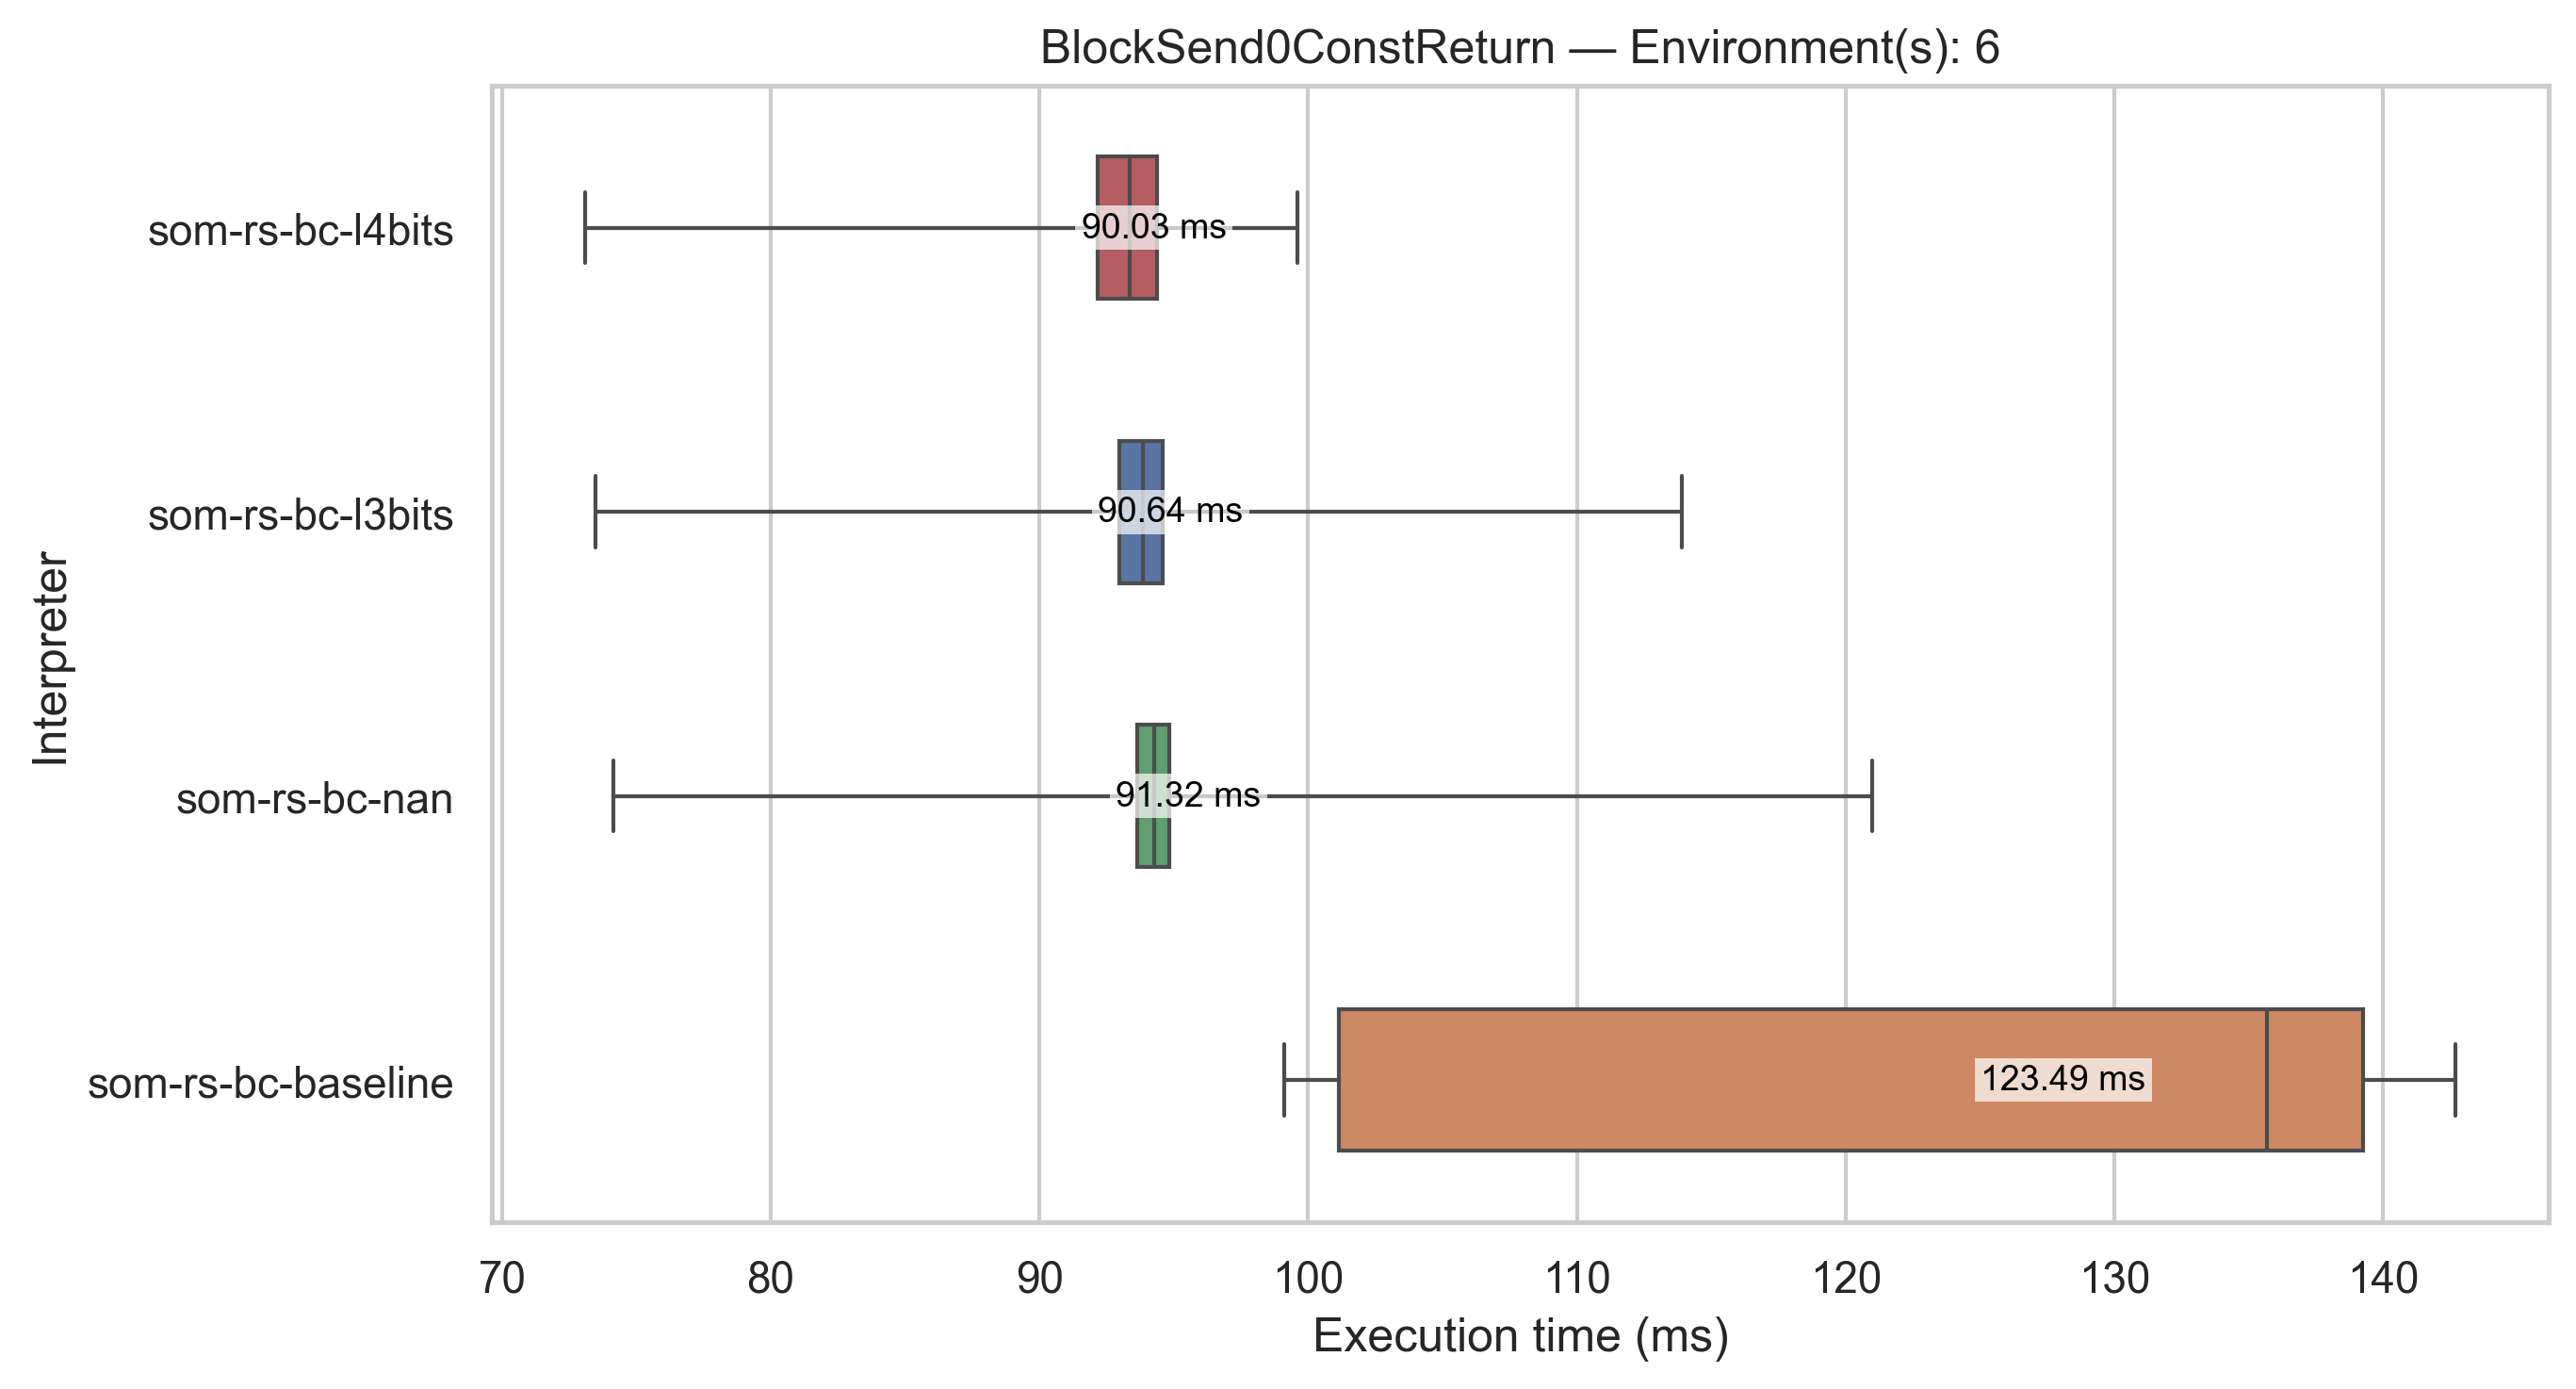 BlockSend0ConstReturn — Environment(s): 6
som-rs-bc-l4bits
90.03 ms
som-rs-bc-l3bits
90.64 ms
som-rs-bc-nan
91.32 ms
som-rs-bc-baseline
123.49 ms
Interpreter
70 80 90 100 110 120 130 140
Execution time (ms)